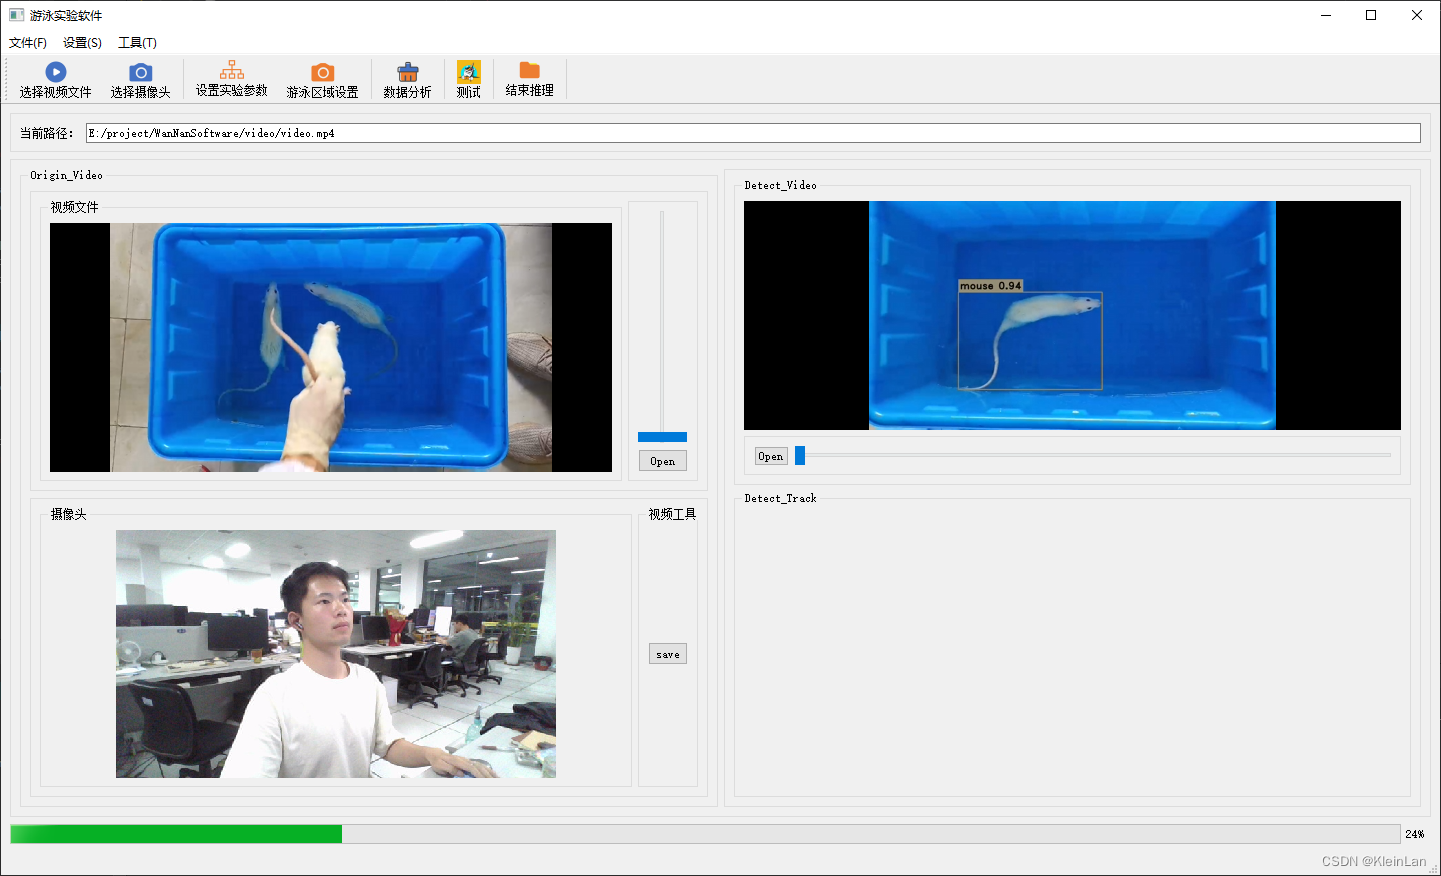 游泳实验软件
文件(F) 设置(S) 工具(T)
选择视频文件 选择摄像头 设置实验参数 游泳区域设置 数据分析 测试 结束推理
当前路径： E:/project/WanNanSoftware/video/video.mp4
Origin_Video
视频文件
Open
摄像头
视频工具
save
Detect_Video
mouse 0.94
Open
Detect_Track
24%
CSDN @KleinLan